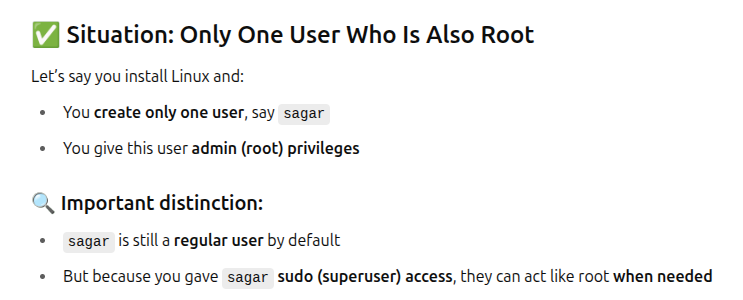 ✅ Situation: Only One User Who Is Also Root
Let’s say you install Linux and:
• You create only one user, say sagar
• You give this user admin (root) privileges
🔍 Important distinction:
• sagar is still a regular user by default
• But because you gave sagar sudo (superuser) access, they can act like root when needed